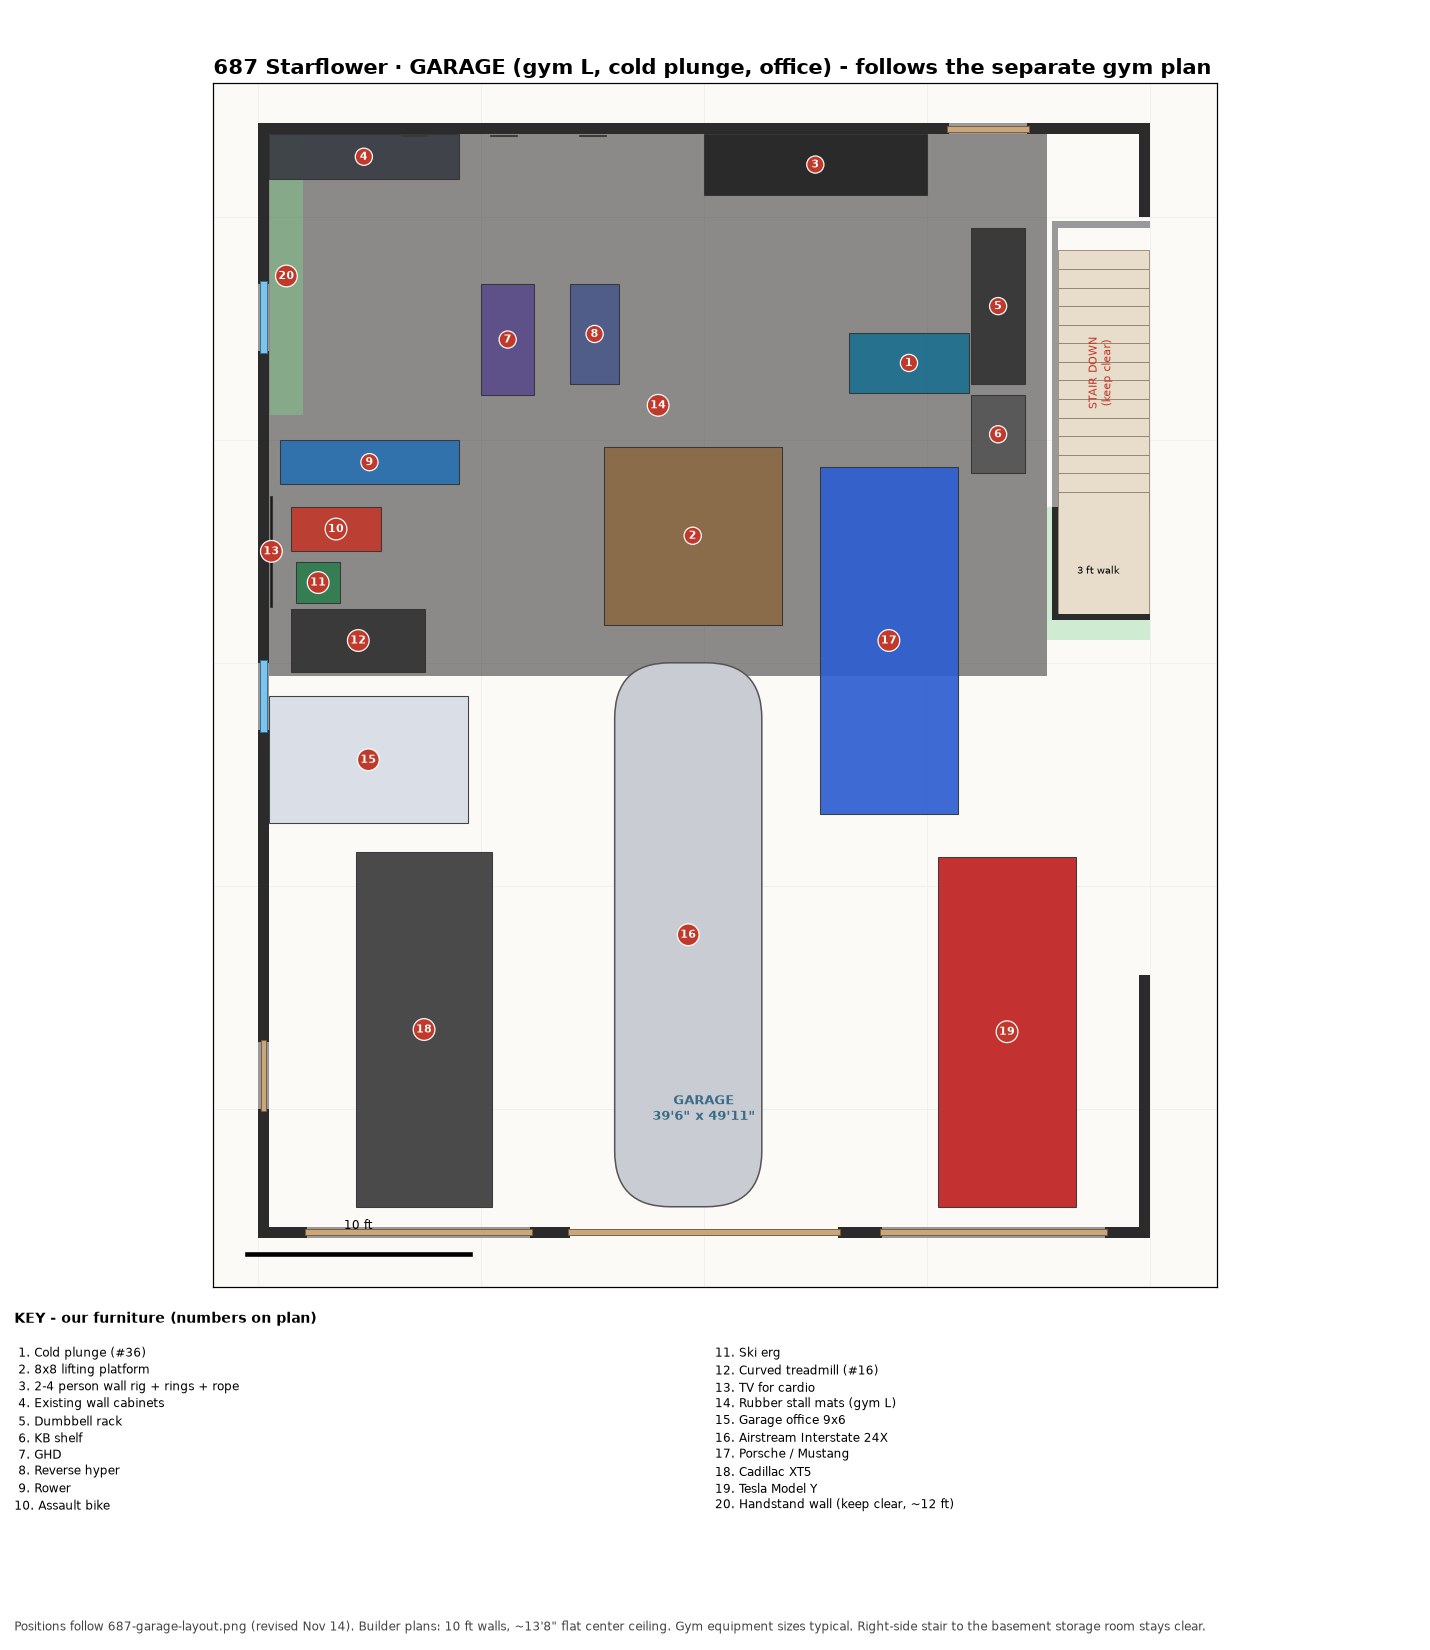 687 Starflower · GARAGE (gym L, cold plunge, office) - follows the separate gym plan
4
3
20
5
7
8
1
STAIR DOWN
(keep clear)
14
6
9
10
13
2
11
3 ft walk
12
17
15
16
18
19
GARAGE
39'6" x 49'11"
10 ft
KEY - our furniture (numbers on plan)
1. Cold plunge (#36)
2. 8x8 lifting platform
3. 2-4 person wall rig + rings + rope
4. Existing wall cabinets
5. Dumbbell rack
6. KB shelf
7. GHD
8. Reverse hyper
9. Rower
10. Assault bike
11. Ski erg
12. Curved treadmill (#16)
13. TV for cardio
14. Rubber stall mats (gym L)
15. Garage office 9x6
16. Airstream Interstate 24X
17. Porsche / Mustang
18. Cadillac XT5
19. Tesla Model Y
20. Handstand wall (keep clear, ~12 ft)
Positions follow 687-garage-layout.png (revised Nov 14). Builder plans: 10 ft walls, ~13'8" flat center ceiling. Gym equipment sizes typical. Right-side stair to the basement storage room stays clear.